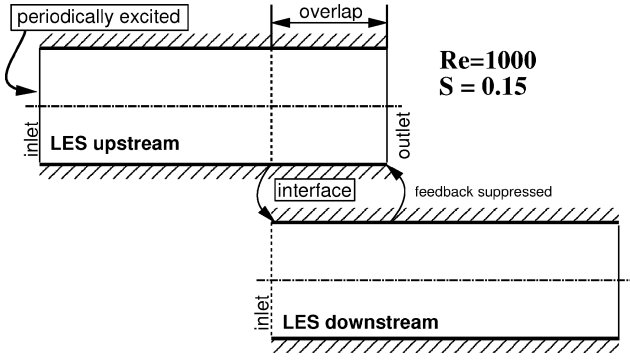 periodically excited
overlap
Re=1000
S = 0.15
inlet
LES upstream
outlet
interface
feedback suppressed
inlet
LES downstream